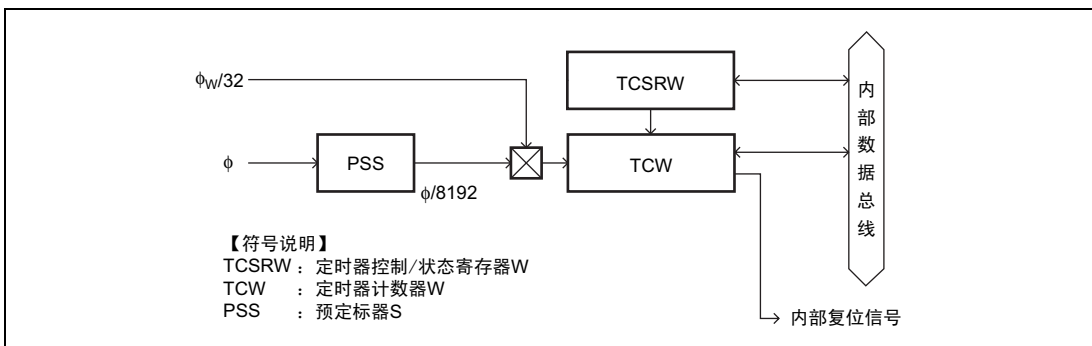 φW/32
TCSRW
φ
PSS
φ/8192
TCW
内部数据总线
【符号说明】
TCSRW : 定时器控制/状态寄存器W
TCW : 定时器计数器W
PSS : 预定标器S
内部复位信号